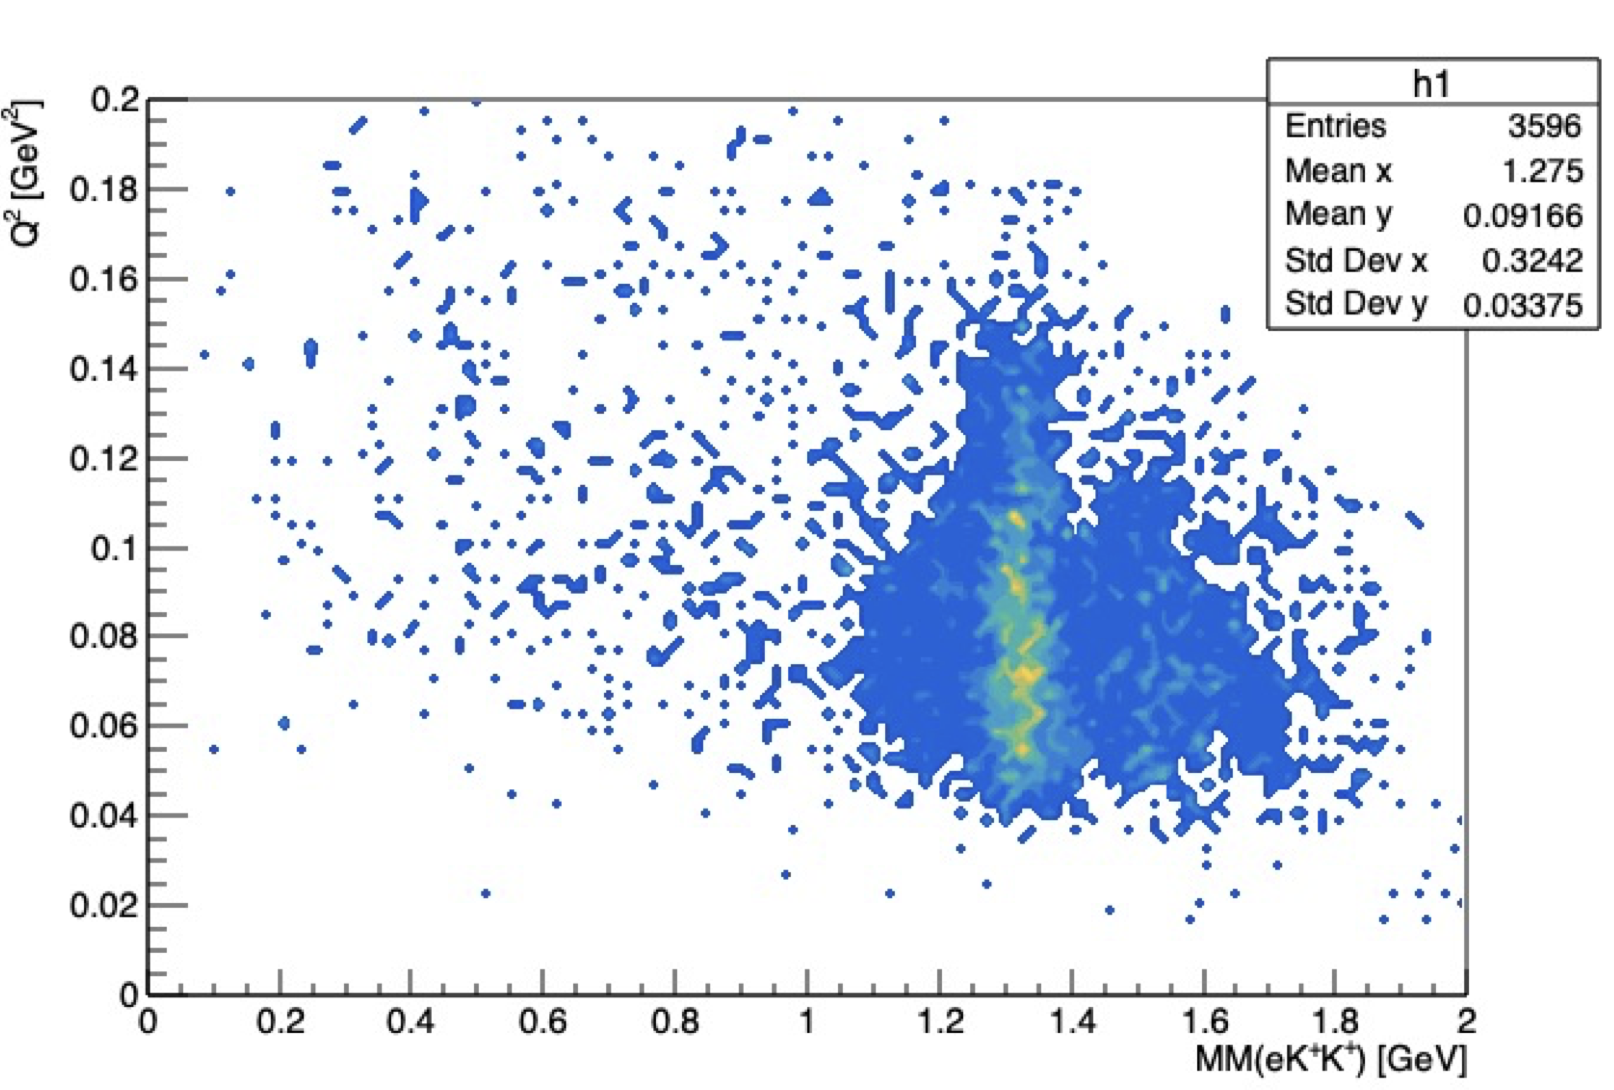 h1
Entries 3596
Mean x 1.275
Mean y 0.09166
Std Dev x 0.3242
Std Dev y 0.03375
Q² [GeV²]
0.2
0.18
0.16
0.14
0.12
0.1
0.08
0.06
0.04
0.02
0
0 0.2 0.4 0.6 0.8 1 1.2 1.4 1.6 1.8 2
MM(eK⁺K⁺) [GeV]